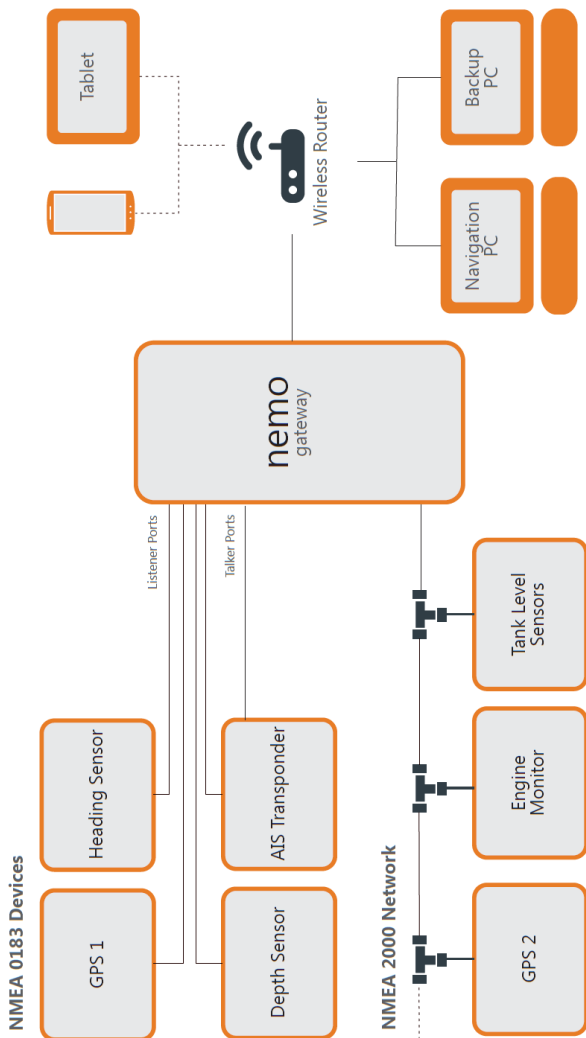 NMEA 0183 Devices
GPS 1
Heading Sensor
Depth Sensor
AIS Transponder
Listener Ports
Talker Ports
NMEA 2000 Network
GPS 2
Engine
Monitor
Tank Level
Sensors
nemo
gateway
Wireless Router
Tablet
Navigation
PC
Backup
PC